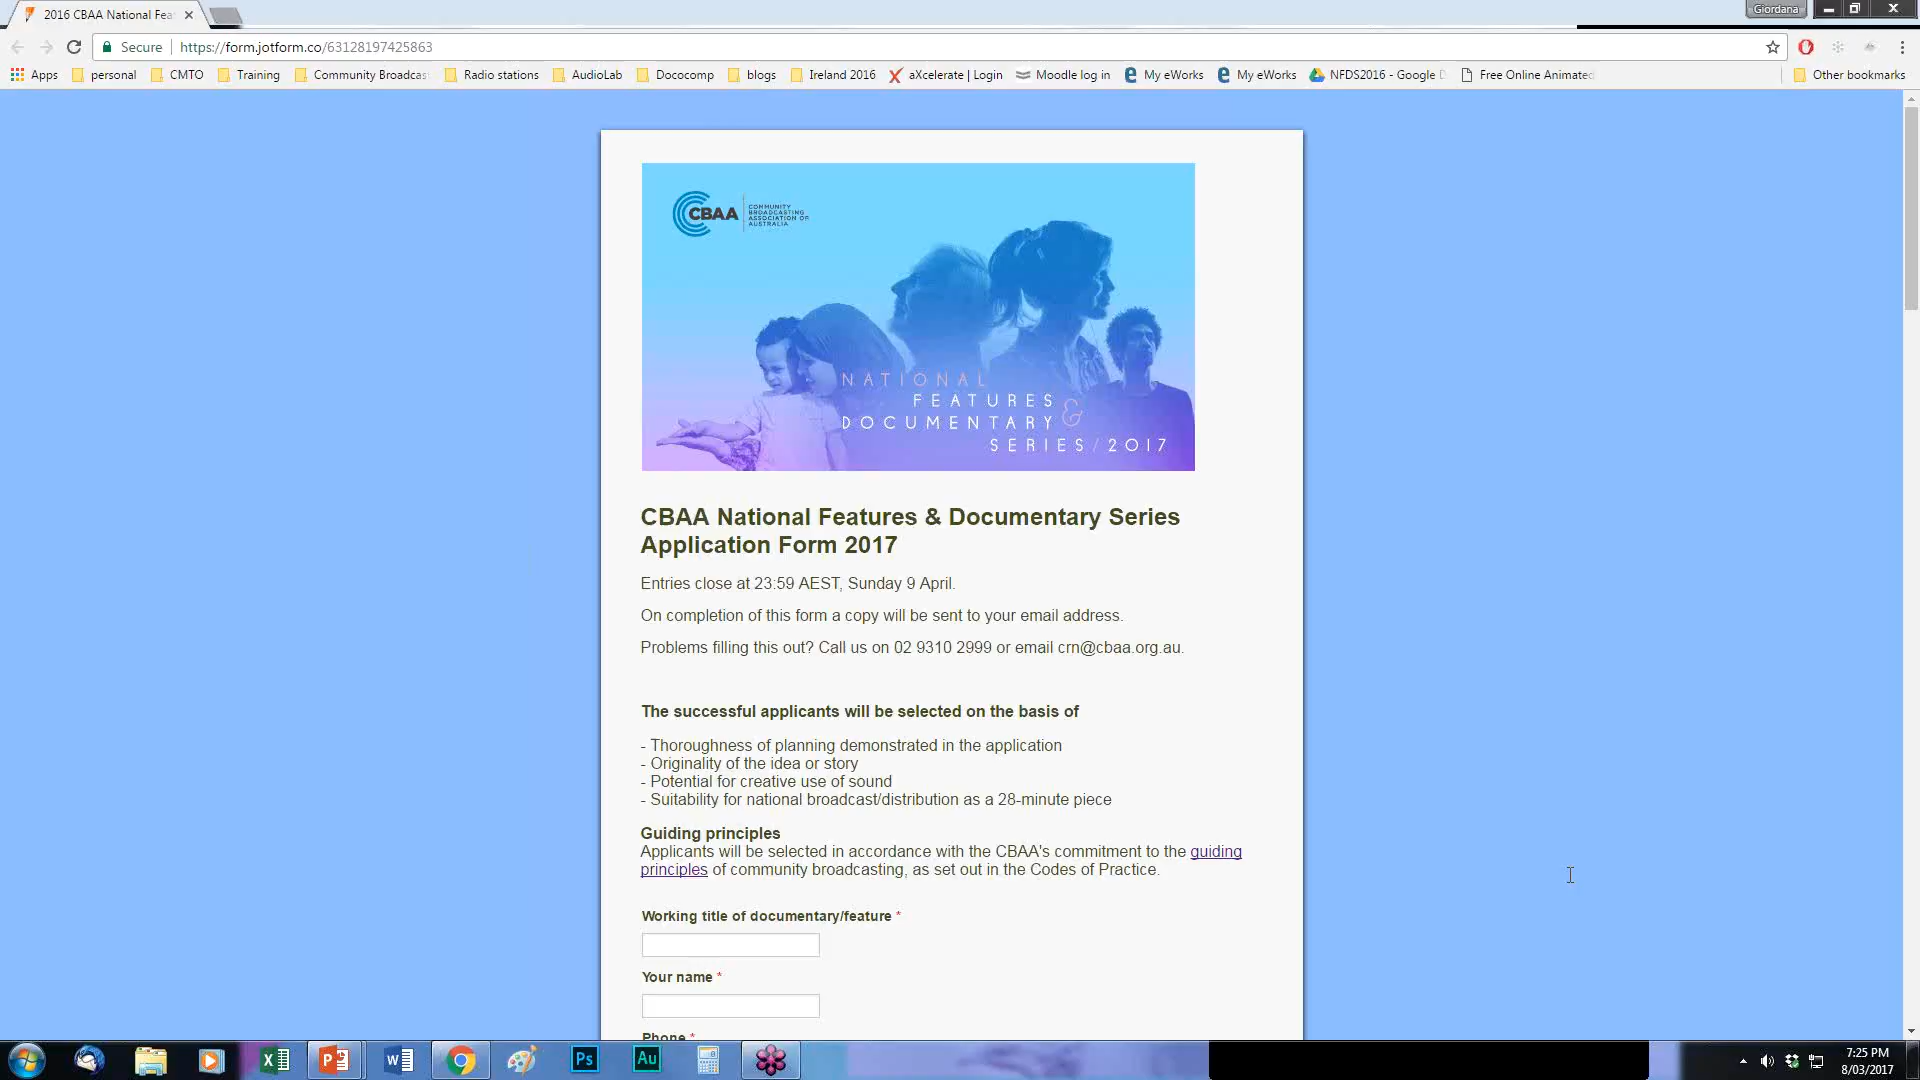 2016 CBAA National Fea
Giordana
Secure
https://form.jotform.co/63128197425863
Apps
personal
CMTO
Training
Community Broadcas
Radio stations
AudioLab
Dococomp
blogs
Ireland 2016
aXcelerate | Login
Moodle log in
My eWorks
My eWorks
NFDS2016 - Google D
Free Online Animated
Other bookmarks
CBAA
COMMUNITY
BROADCASTING
ASSOCIATION OF
AUSTRALIA
NATIONAL
FEATURES &
DOCUMENTARY
SERIES/2017
CBAA National Features & Documentary Series
Application Form 2017
Entries close at 23:59 AEST, Sunday 9 April.
On completion of this form a copy will be sent to your email address.
Problems filling this out? Call us on 02 9310 2999 or email crn@cbaa.org.au.
The successful applicants will be selected on the basis of
- Thoroughness of planning demonstrated in the application
- Originality of the idea or story
- Potential for creative use of sound
- Suitability for national broadcast/distribution as a 28-minute piece
Guiding principles
Applicants will be selected in accordance with the CBAA's commitment to the guiding
principles of community broadcasting, as set out in the Codes of Practice.
Working title of documentary/feature *
Your name *
Phone *
Ps
Au
7:25 PM
8/03/2017